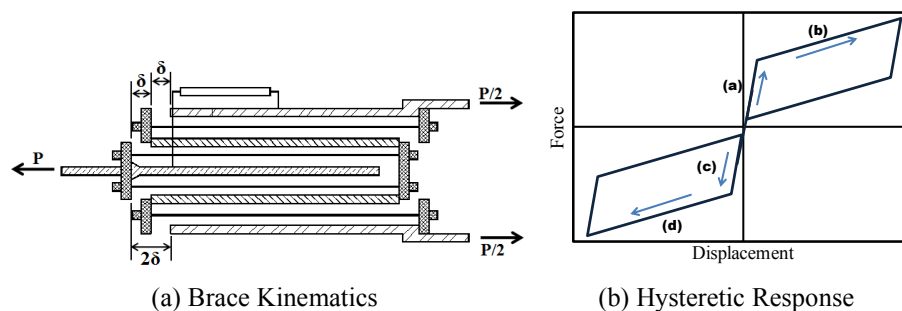 δ δ
P/2
P
2δ
P/2
(a) Brace Kinematics
(b)
(a)
Force
(c)
(d)
Displacement
(b) Hysteretic Response